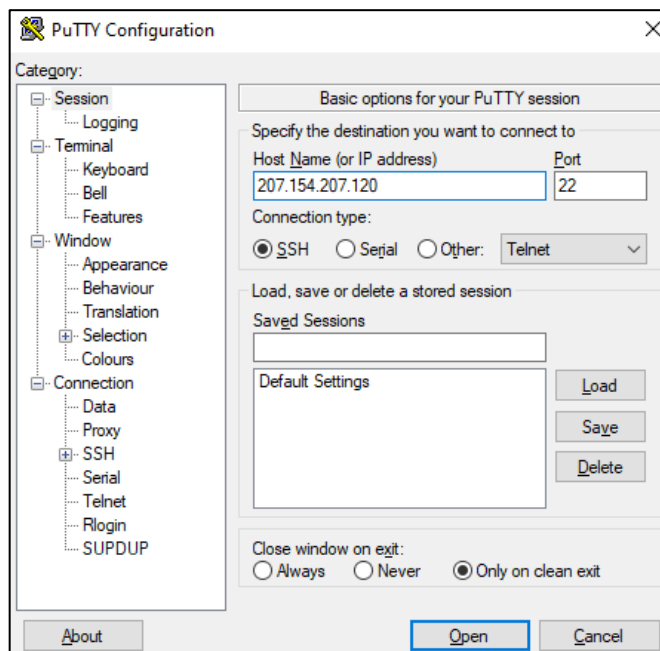 PuTTY Configuration
Category:
Session
Logging
Terminal
Keyboard
Bell
Features
Window
Appearance
Behaviour
Translation
Selection
Colours
Connection
Data
Proxy
SSH
Serial
Telnet
Rlogin
SUPDUP
Basic options for your PuTTY session
Specify the destination you want to connect to
Host Name (or IP address) Port
207.154.207.120 22
Connection type:
SSH Serial Other: Telnet
Load, save or delete a stored session
Saved Sessions
Default Settings
Load
Save
Delete
Close window on exit:
Always Never Only on clean exit
About Open Cancel